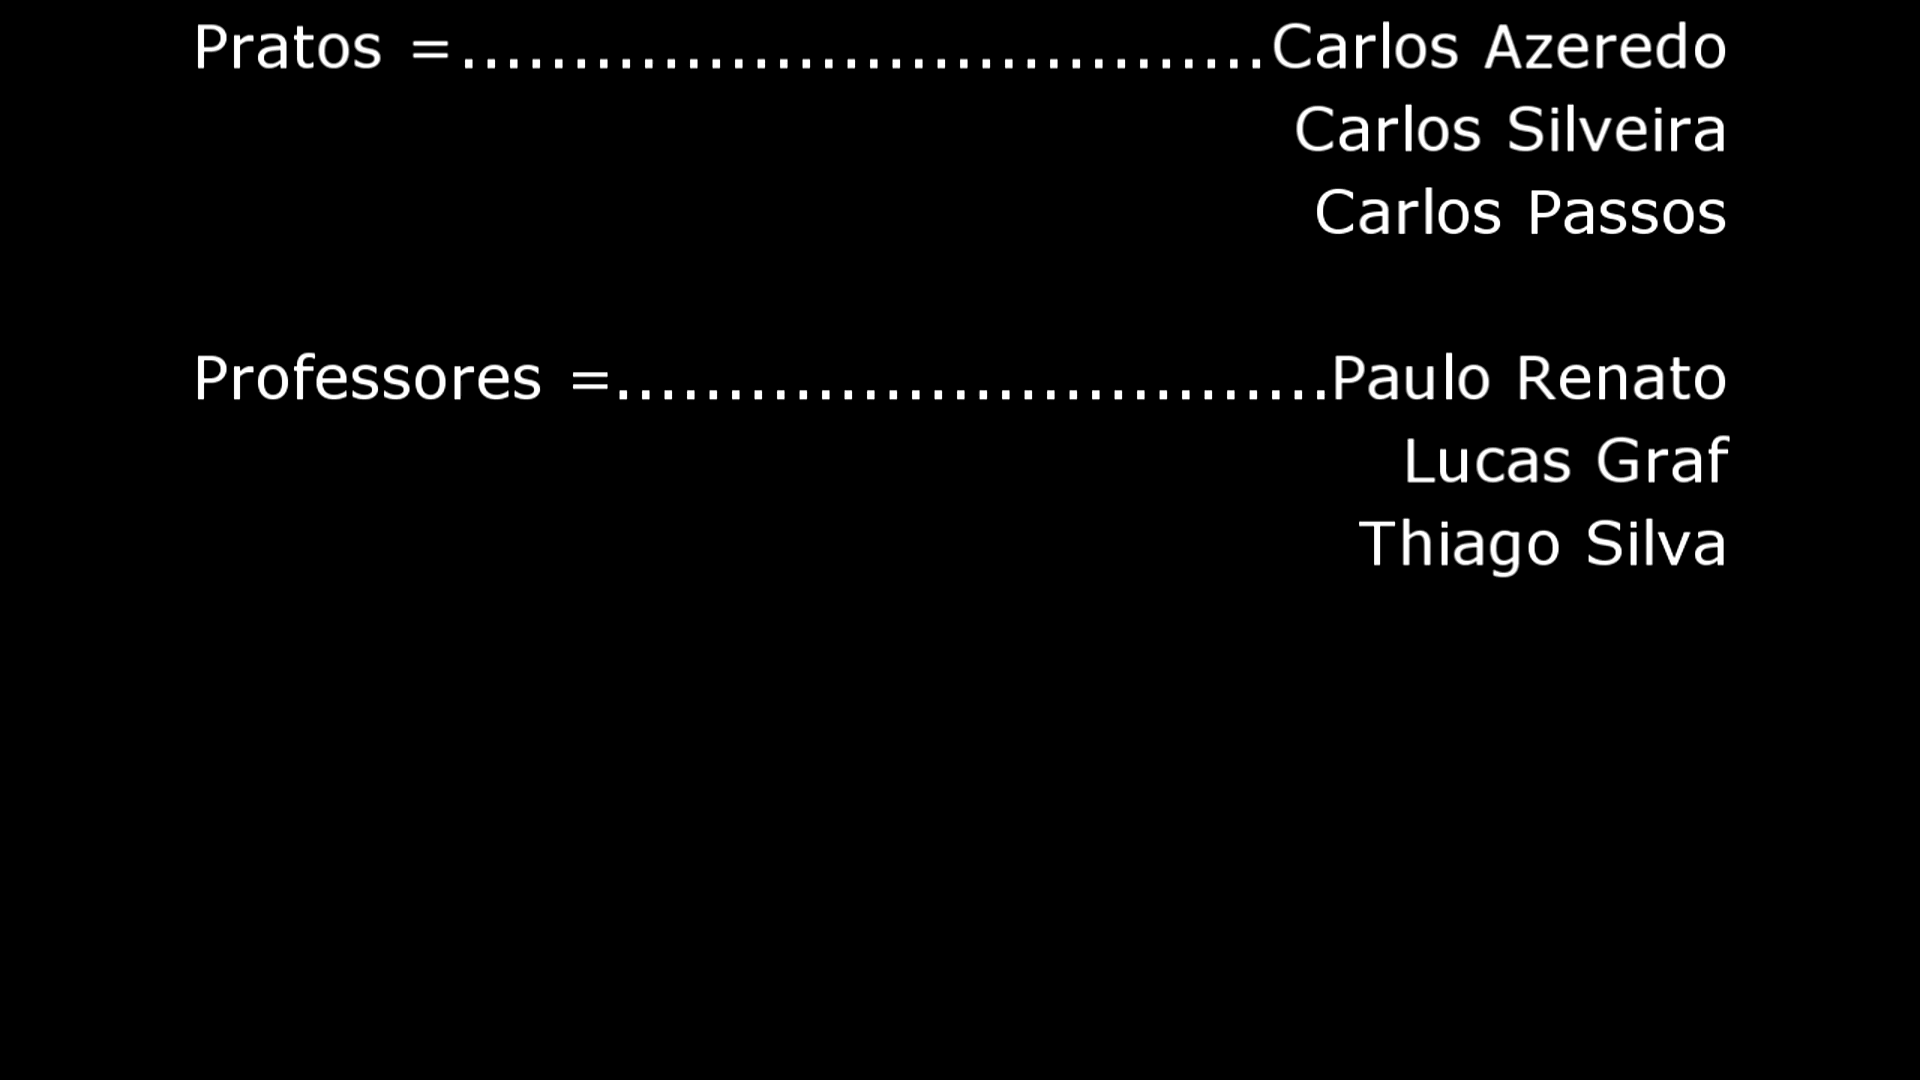 Pratos =....................................Carlos Azeredo
Carlos Silveira
Carlos Passos
Professores =................................Paulo Renato
Lucas Graf
Thiago Silva